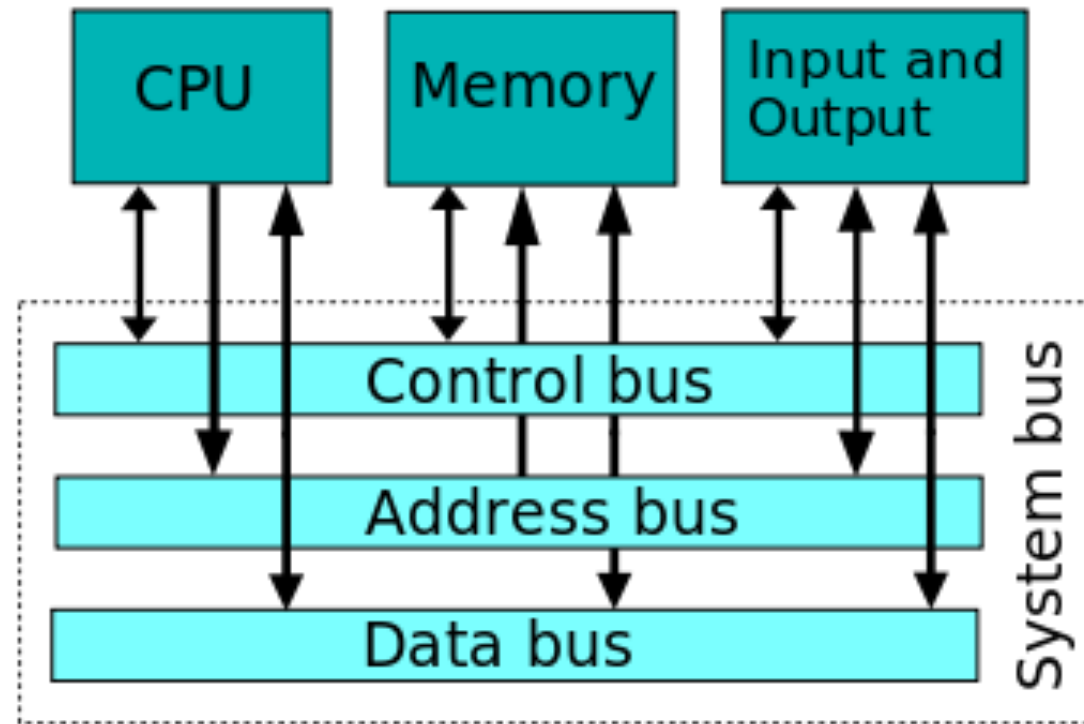 CPU
Memory
Input and
Output
Control bus
Address bus
Data bus
System bus